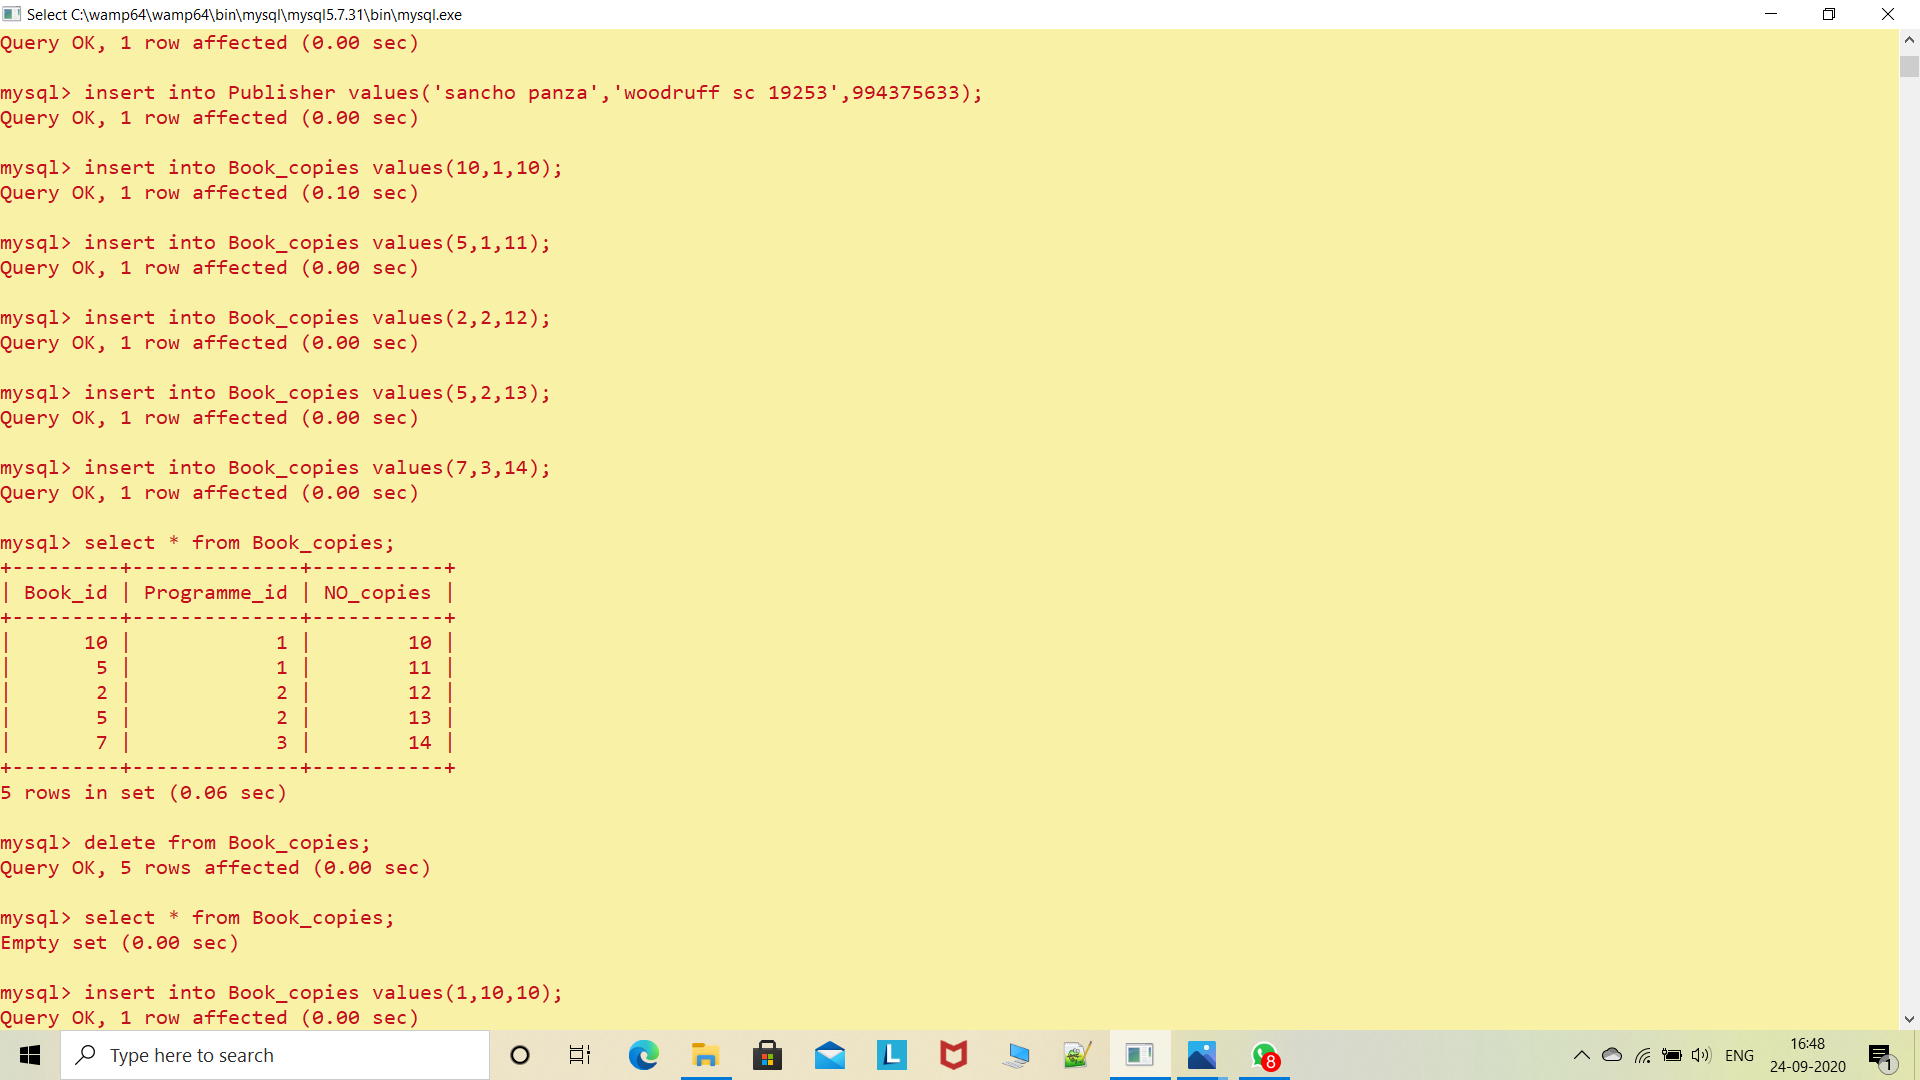 Select C:\wamp64\wamp64\bin\mysql\mysql5.7.31\bin\mysql.exe
Query OK, 1 row affected (0.00 sec)
mysql> insert into Publisher values('sancho panza','woodruff sc 19253',994375633);
Query OK, 1 row affected (0.00 sec)
mysql> insert into Book_copies values(10,1,10);
Query OK, 1 row affected (0.10 sec)
mysql> insert into Book_copies values(5,1,11);
Query OK, 1 row affected (0.00 sec)
mysql> insert into Book_copies values(2,2,12);
Query OK, 1 row affected (0.00 sec)
mysql> insert into Book_copies values(5,2,13);
Query OK, 1 row affected (0.00 sec)
mysql> insert into Book_copies values(7,3,14);
Query OK, 1 row affected (0.00 sec)
mysql> select * from Book_copies;
+---------+--------------+-----------+
| Book_id | Programme_id | NO_copies |
+---------+--------------+-----------+
|      10 |            1 |        10 |
|       5 |            1 |        11 |
|       2 |            2 |        12 |
|       5 |            2 |        13 |
|       7 |            3 |        14 |
+---------+--------------+-----------+
5 rows in set (0.06 sec)
mysql> delete from Book_copies;
Query OK, 5 rows affected (0.00 sec)
mysql> select * from Book_copies;
Empty set (0.00 sec)
mysql> insert into Book_copies values(1,10,10);
Query OK, 1 row affected (0.00 sec)
Type here to search
L
8
ENG
16:48
24-09-2020
1